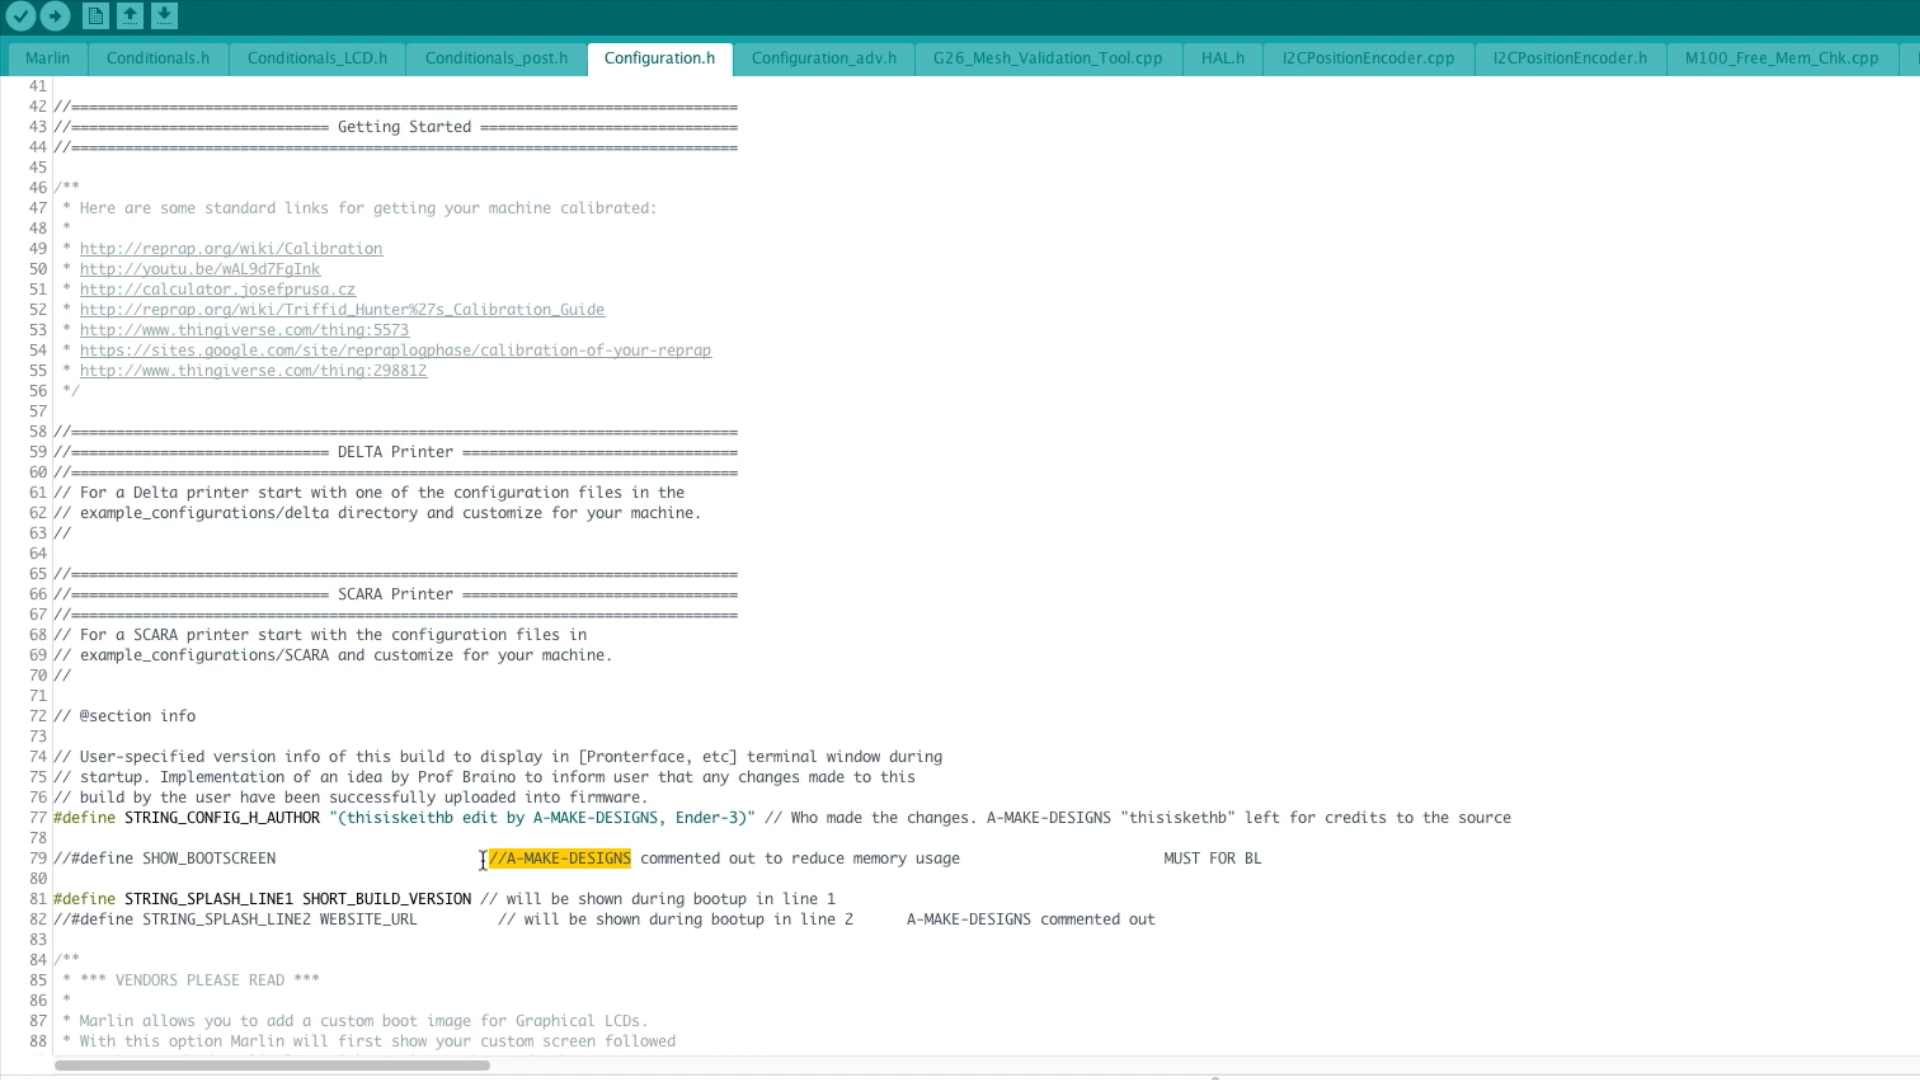 Marlin Conditionals.h Conditionals_LCD.h Conditionals_post.h Configuration.h Configuration_adv.h G26_Mesh_Validation_Tool.cpp HAL.h I2CPositionEncoder.cpp I2CPositionEncoder.h M100_Free_Mem_Chk.cpp
41
42 //===========================================================================
43 //============================= Getting Started =============================
44 //===========================================================================
45
46 /**
47 * Here are some standard links for getting your machine calibrated:
48 *
49 * http://reprap.org/wiki/Calibration
50 * http://youtu.be/wAL9d7FgInk
51 * http://calculator.josefprusa.cz
52 * http://reprap.org/wiki/Triffid_Hunter%27s_Calibration_Guide
53 * http://www.thingiverse.com/thing:5573
54 * https://sites.google.com/site/repraplogphase/calibration-of-your-reprap
55 * http://www.thingiverse.com/thing:298812
56 */
57
58 //===========================================================================
59 //============================= DELTA Printer ===============================
60 //===========================================================================
61 // For a Delta printer start with one of the configuration files in the
62 // example_configurations/delta directory and customize for your machine.
63 //
64
65 //===========================================================================
66 //============================= SCARA Printer ===============================
67 //===========================================================================
68 // For a SCARA printer start with the configuration files in
69 // example_configurations/SCARA and customize for your machine.
70 //
71
72 // @section info
73
74 // User-specified version info of this build to display in [Pronterface, etc] terminal window during
75 // startup. Implementation of an idea by Prof Braino to inform user that any changes made to this
76 // build by the user have been successfully uploaded into firmware.
77 #define STRING_CONFIG_H_AUTHOR "(thisiskeithb edit by A-MAKE-DESIGNS, Ender-3)" // Who made the changes. A-MAKE-DESIGNS "thisiskethb" left for credits to the source
78
79 //#define SHOW_BOOTSCREEN //A-MAKE-DESIGNS commented out to reduce memory usage MUST FOR BL
80
81 #define STRING_SPLASH_LINE1 SHORT_BUILD_VERSION // will be shown during bootup in line 1
82 //#define STRING_SPLASH_LINE2 WEBSITE_URL // will be shown during bootup in line 2 A-MAKE-DESIGNS commented out
83
84 /**
85 * *** VENDORS PLEASE READ ***
86 *
87 * Marlin allows you to add a custom boot image for Graphical LCDs.
88 * With this option Marlin will first show your custom screen followed